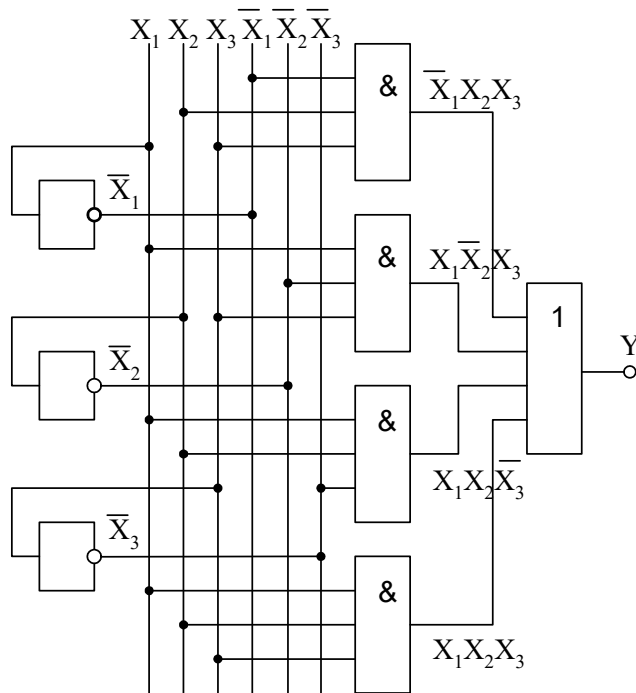 X₁ X₂ X₃ X̅₁ X̅₂ X̅₃
&
X̅₁X₂X₃
X̅₁
&
X₁X̅₂X₃
1
Y
X̅₂
&
X₁X₂X̅₃
X̅₃
&
X₁X₂X₃